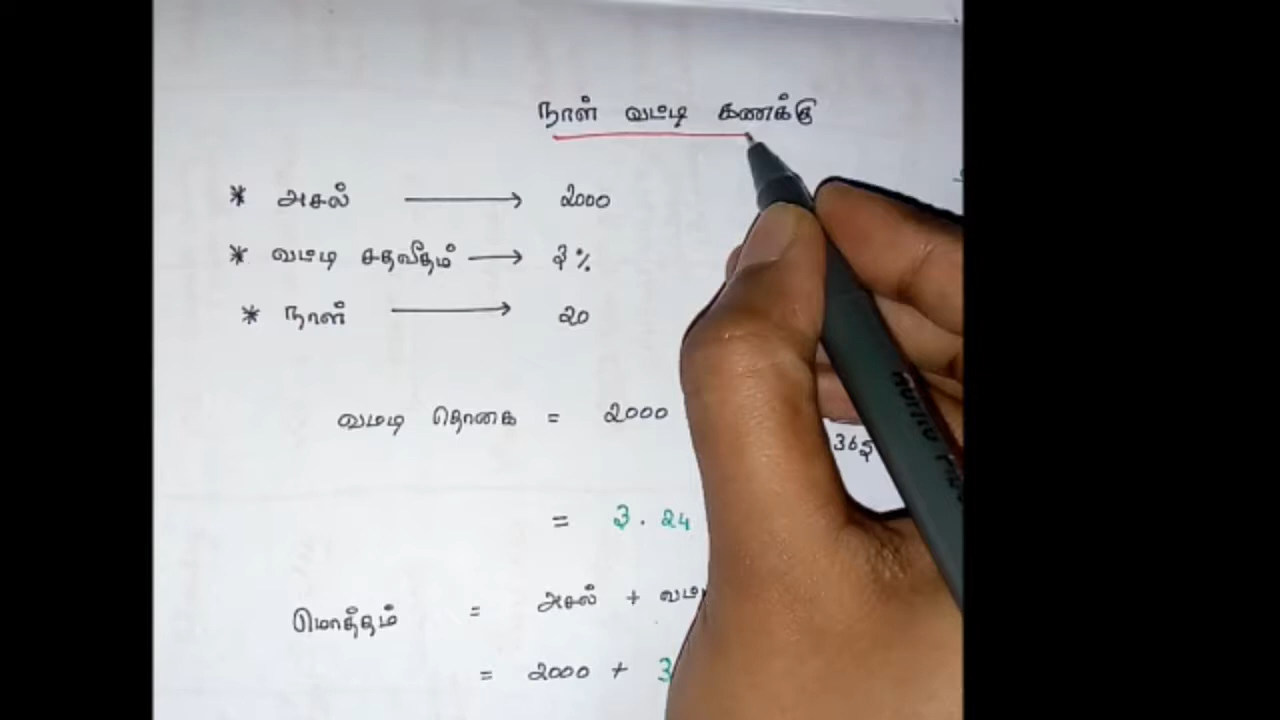 நாள் வட்டி கணக்கு
* அசல் → 2000
* வட்டி சதவீதம் → 3%
* நாள் → 20
வட்டி தொகை = 2000
365
= 3.24
மொத்தம் = அசல் + வட்
= 2000 + 3